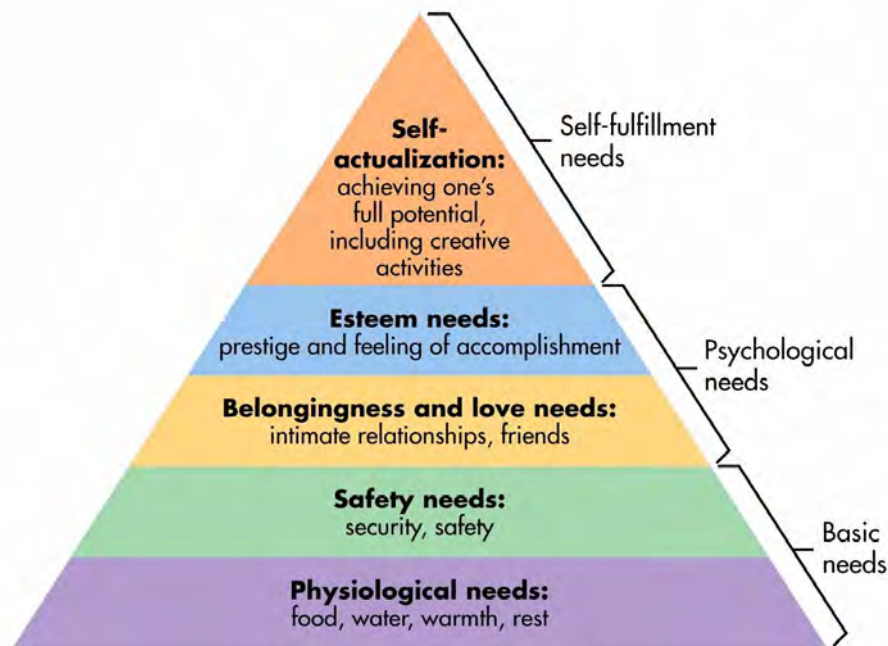 Self-
actualization:
achieving one's
full potential,
including creative
activities
Esteem needs:
prestige and feeling of accomplishment
Belongingness and love needs:
intimate relationships, friends
Safety needs:
security, safety
Physiological needs:
food, water, warmth, rest
Self-fulfillment
needs
Psychological
needs
Basic
needs